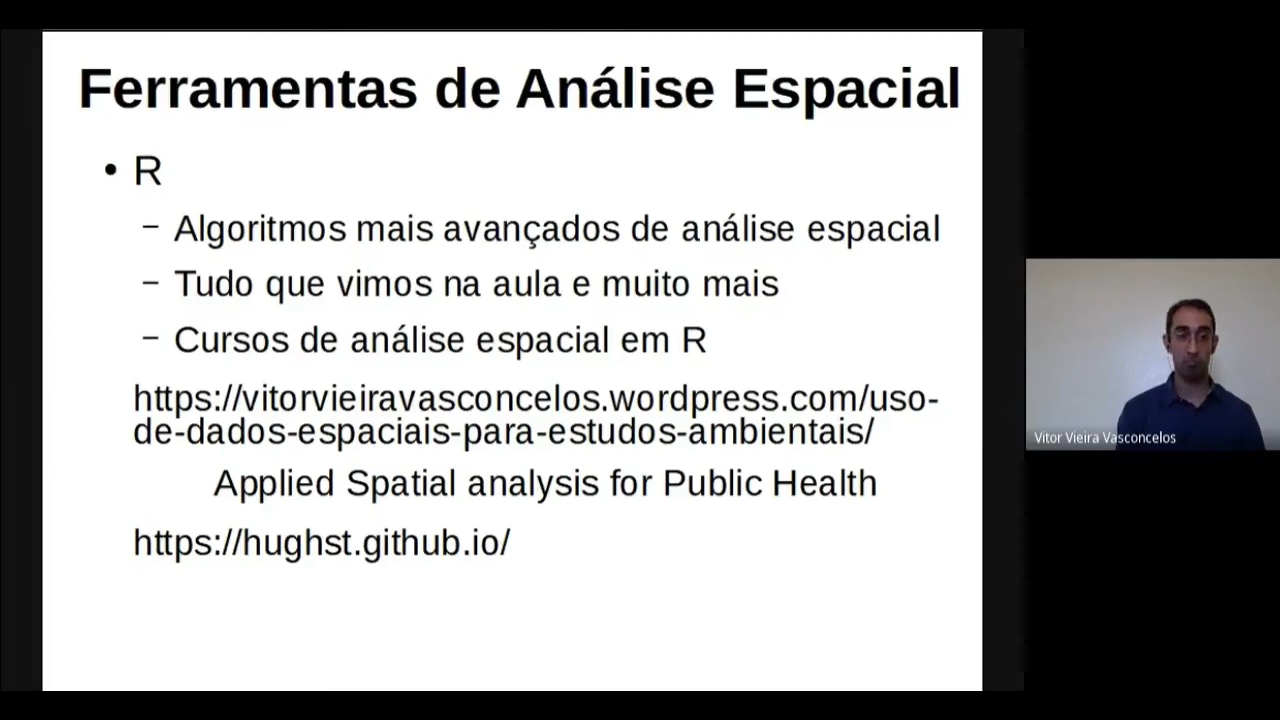 Ferramentas de Análise Espacial
• R
– Algoritmos mais avançados de análise espacial
– Tudo que vimos na aula e muito mais
– Cursos de análise espacial em R
https://vitorvieiravasconcelos.wordpress.com/uso-
de-dados-espaciais-para-estudos-ambientais/
Applied Spatial analysis for Public Health
https://hughst.github.io/
Vitor Vieira Vasconcelos